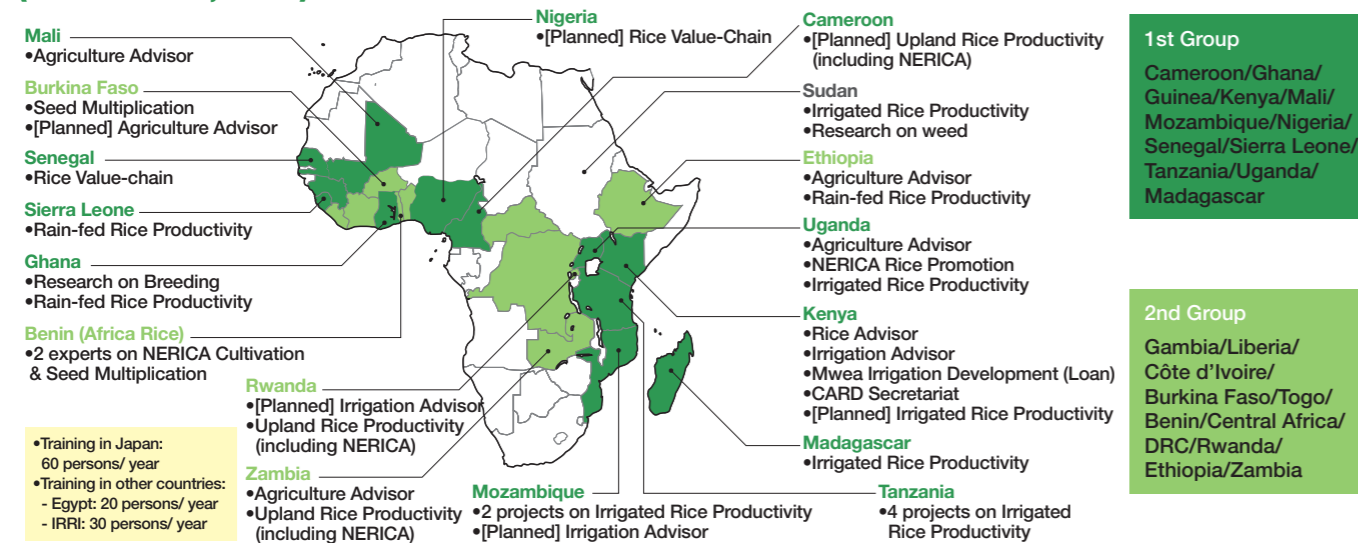 Mali
•Agriculture Advisor
Burkina Faso
•Seed Multiplication
•[Planned] Agriculture Advisor
Senegal
•Rice Value-chain
Sierra Leone
•Rain-fed Rice Productivity
Ghana
•Research on Breeding
•Rain-fed Rice Productivity
Benin (Africa Rice)
•2 experts on NERICA Cultivation
& Seed Multiplication
•Training in Japan:
60 persons/ year
•Training in other countries:
- Egypt: 20 persons/ year
- IRRI: 30 persons/ year
Rwanda
•[Planned] Irrigation Advisor
•Upland Rice Productivity
(including NERICA)
Zambia
•Agriculture Advisor
•Upland Rice Productivity
(including NERICA)
Nigeria
•[Planned] Rice Value-Chain
Mozambique
•2 projects on Irrigated Rice Productivity
•[Planned] Irrigation Advisor
Cameroon
•[Planned] Upland Rice Productivity
(including NERICA)
Sudan
•Irrigated Rice Productivity
•Research on weed
Ethiopia
•Agriculture Advisor
•Rain-fed Rice Productivity
Uganda
•Agriculture Advisor
•NERICA Rice Promotion
•Irrigated Rice Productivity
Kenya
•Rice Advisor
•Irrigation Advisor
•Mwea Irrigation Development (Loan)
•CARD Secretariat
•[Planned] Irrigated Rice Productivity
Madagascar
•Irrigated Rice Productivity
Tanzania
•4 projects on Irrigated
Rice Productivity
1st Group
Cameroon/Ghana/
Guinea/Kenya/Mali/
Mozambique/Nigeria/
Senegal/Sierra Leone/
Tanzania/Uganda/
Madagascar
2nd Group
Gambia/Liberia/
Côte d'Ivoire/
Burkina Faso/Togo/
Benin/Central Africa/
DRC/Rwanda/
Ethiopia/Zambia